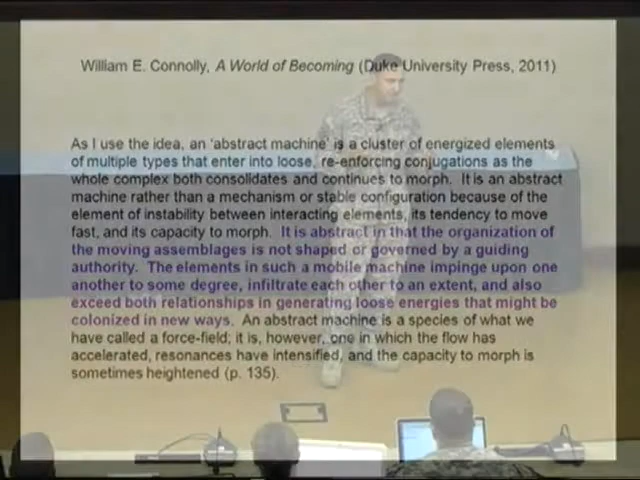 William E. Connolly, A World of Becoming (Duke University Press, 2011)
As I use the idea, an 'abstract machine' is a cluster of energized elements
of multiple types that enter into loose, re-enforcing conjugations as the
whole complex both consolidates and continues to morph. It is an abstract
machine rather than a mechanism or stable configuration because of the
element of instability between interacting elements, its tendency to move
fast, and its capacity to morph. It is abstract in that the organization of
the moving assemblages is not shaped or governed by a guiding
authority. The elements in such a mobile machine impinge upon one
another to some degree, infiltrate each other to an extent, and also
exceed both relationships in generating loose energies that might be
colonized in new ways. An abstract machine is a species of what we
have called a force-field; it is, however, one in which the flow has
accelerated, resonances have intensified, and the capacity to morph is
sometimes heightened (p. 135).